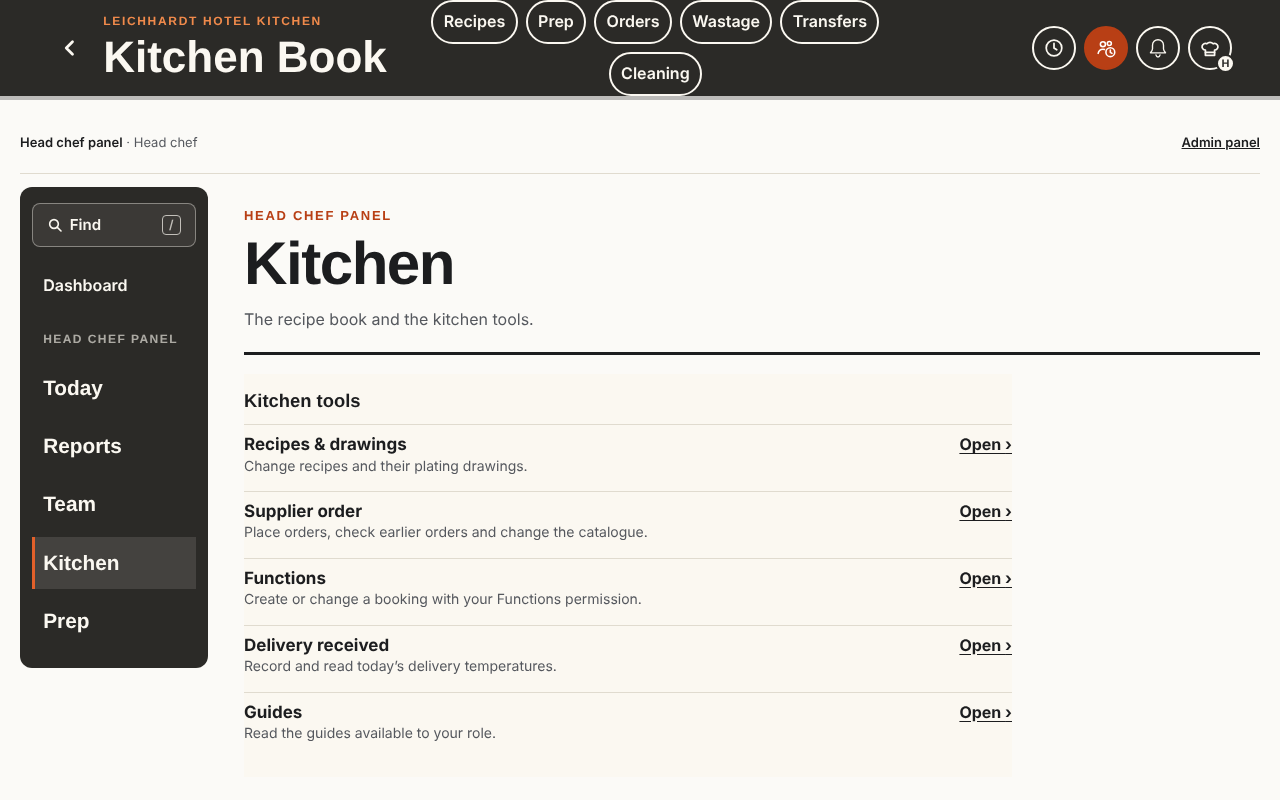 LEICHHARDT HOTEL KITCHEN
Kitchen Book
Recipes
Prep
Orders
Wastage
Transfers
Cleaning
H
Head chef panel · Head chef
Admin panel
Find
/
Dashboard
HEAD CHEF PANEL
Today
Reports
Team
Kitchen
Prep
HEAD CHEF PANEL
Kitchen
The recipe book and the kitchen tools.
Kitchen tools
Recipes & drawings
Open ›
Change recipes and their plating drawings.
Supplier order
Open ›
Place orders, check earlier orders and change the catalogue.
Functions
Open ›
Create or change a booking with your Functions permission.
Delivery received
Open ›
Record and read today’s delivery temperatures.
Guides
Open ›
Read the guides available to your role.